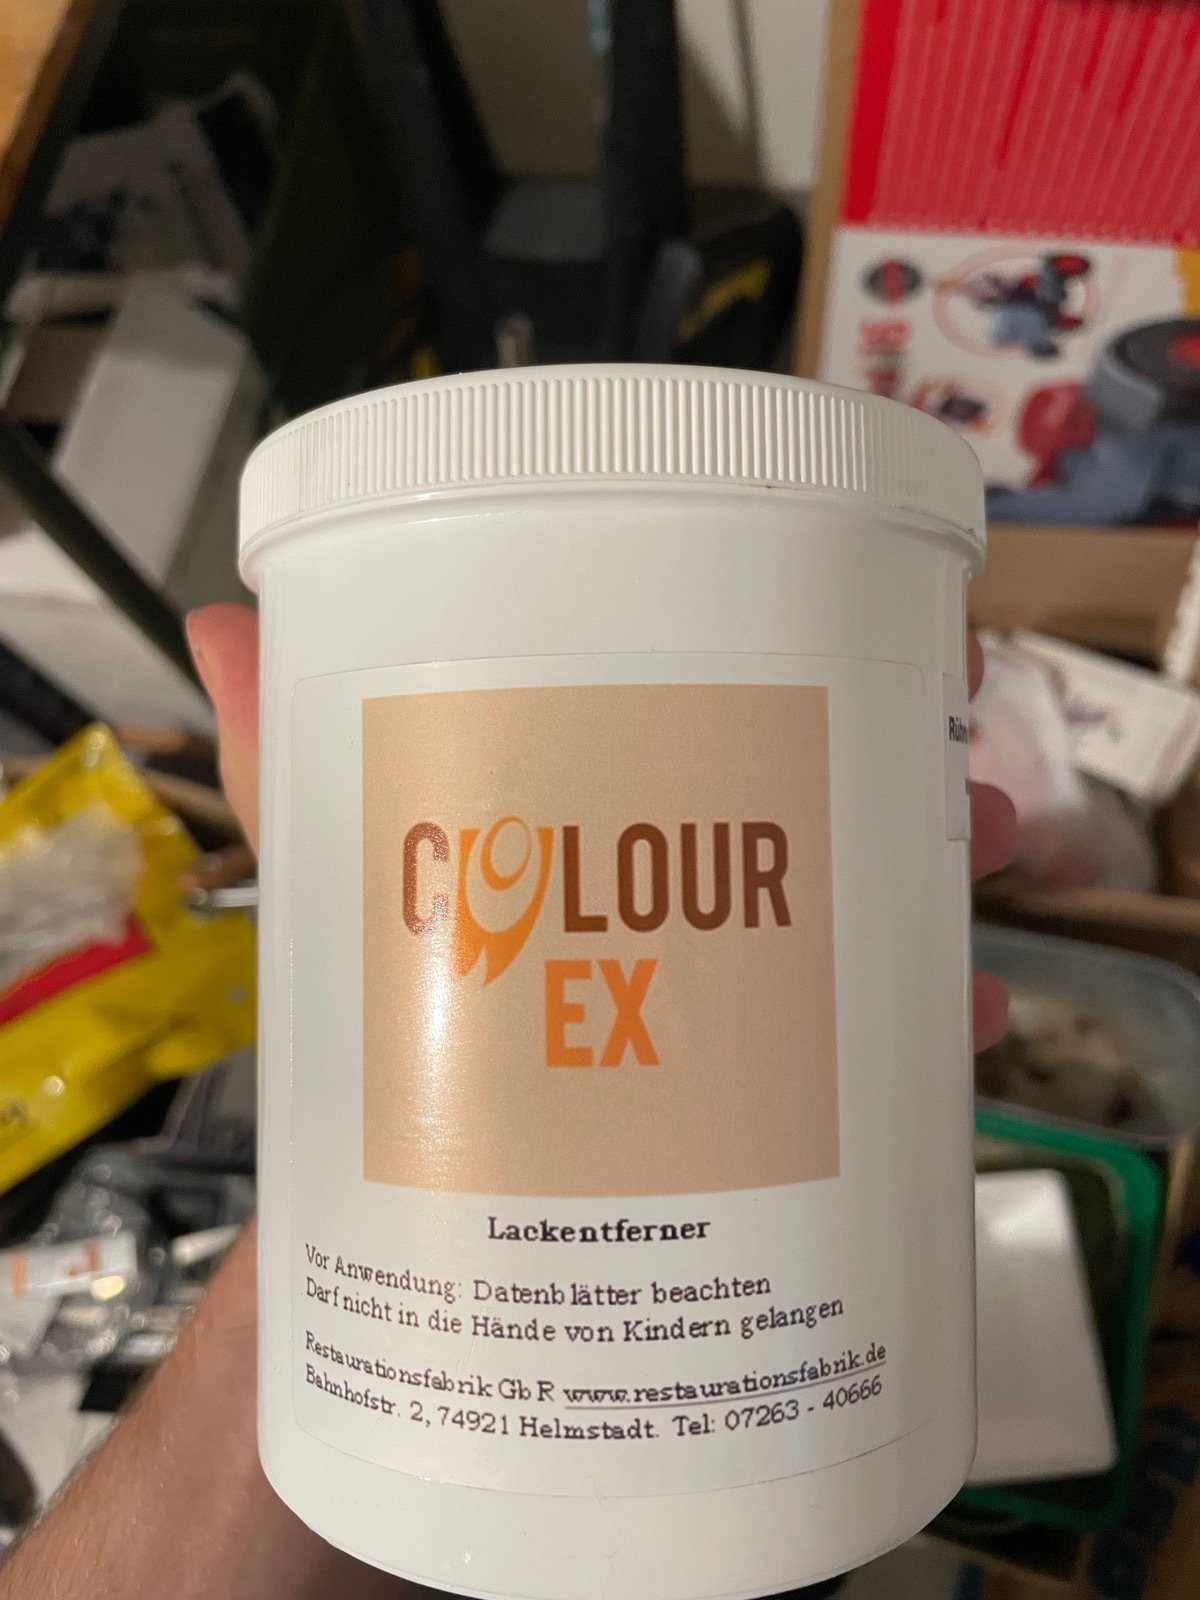 COLOUR
EX
Lackentferner
Vor Anwendung: Datenblätter beachten
Darf nicht in die Hände von Kindern gelangen
Restaurationsfabrik GbR www.restaurationsfabrik.de
Bahnhofstr. 2, 74921 Helmstadt. Tel: 07263 - 40666